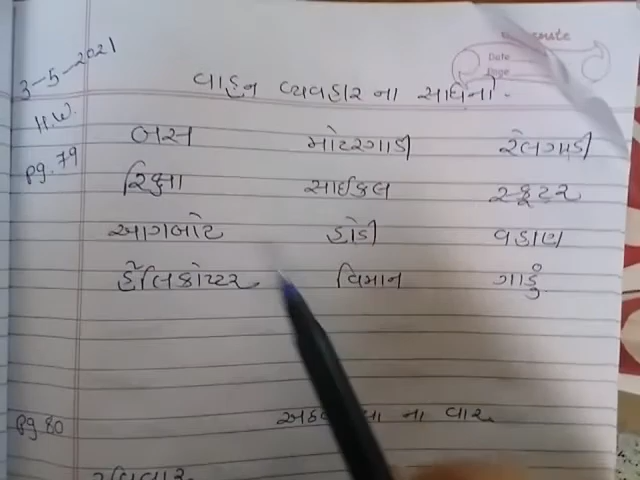 3-5-2021
વાહન વ્યવહાર ના સાધનો.
H.W.
Date
Page
બસ મોટરગાડી રેલગાડી
pg.79
રિક્ષા સાઈકલ સ્કૂટર
આગબોટ હોડી વહાણ
હેલિકોપ્ટર વિમાન ગાડું
pg 80 ના વાર
રવિવાર